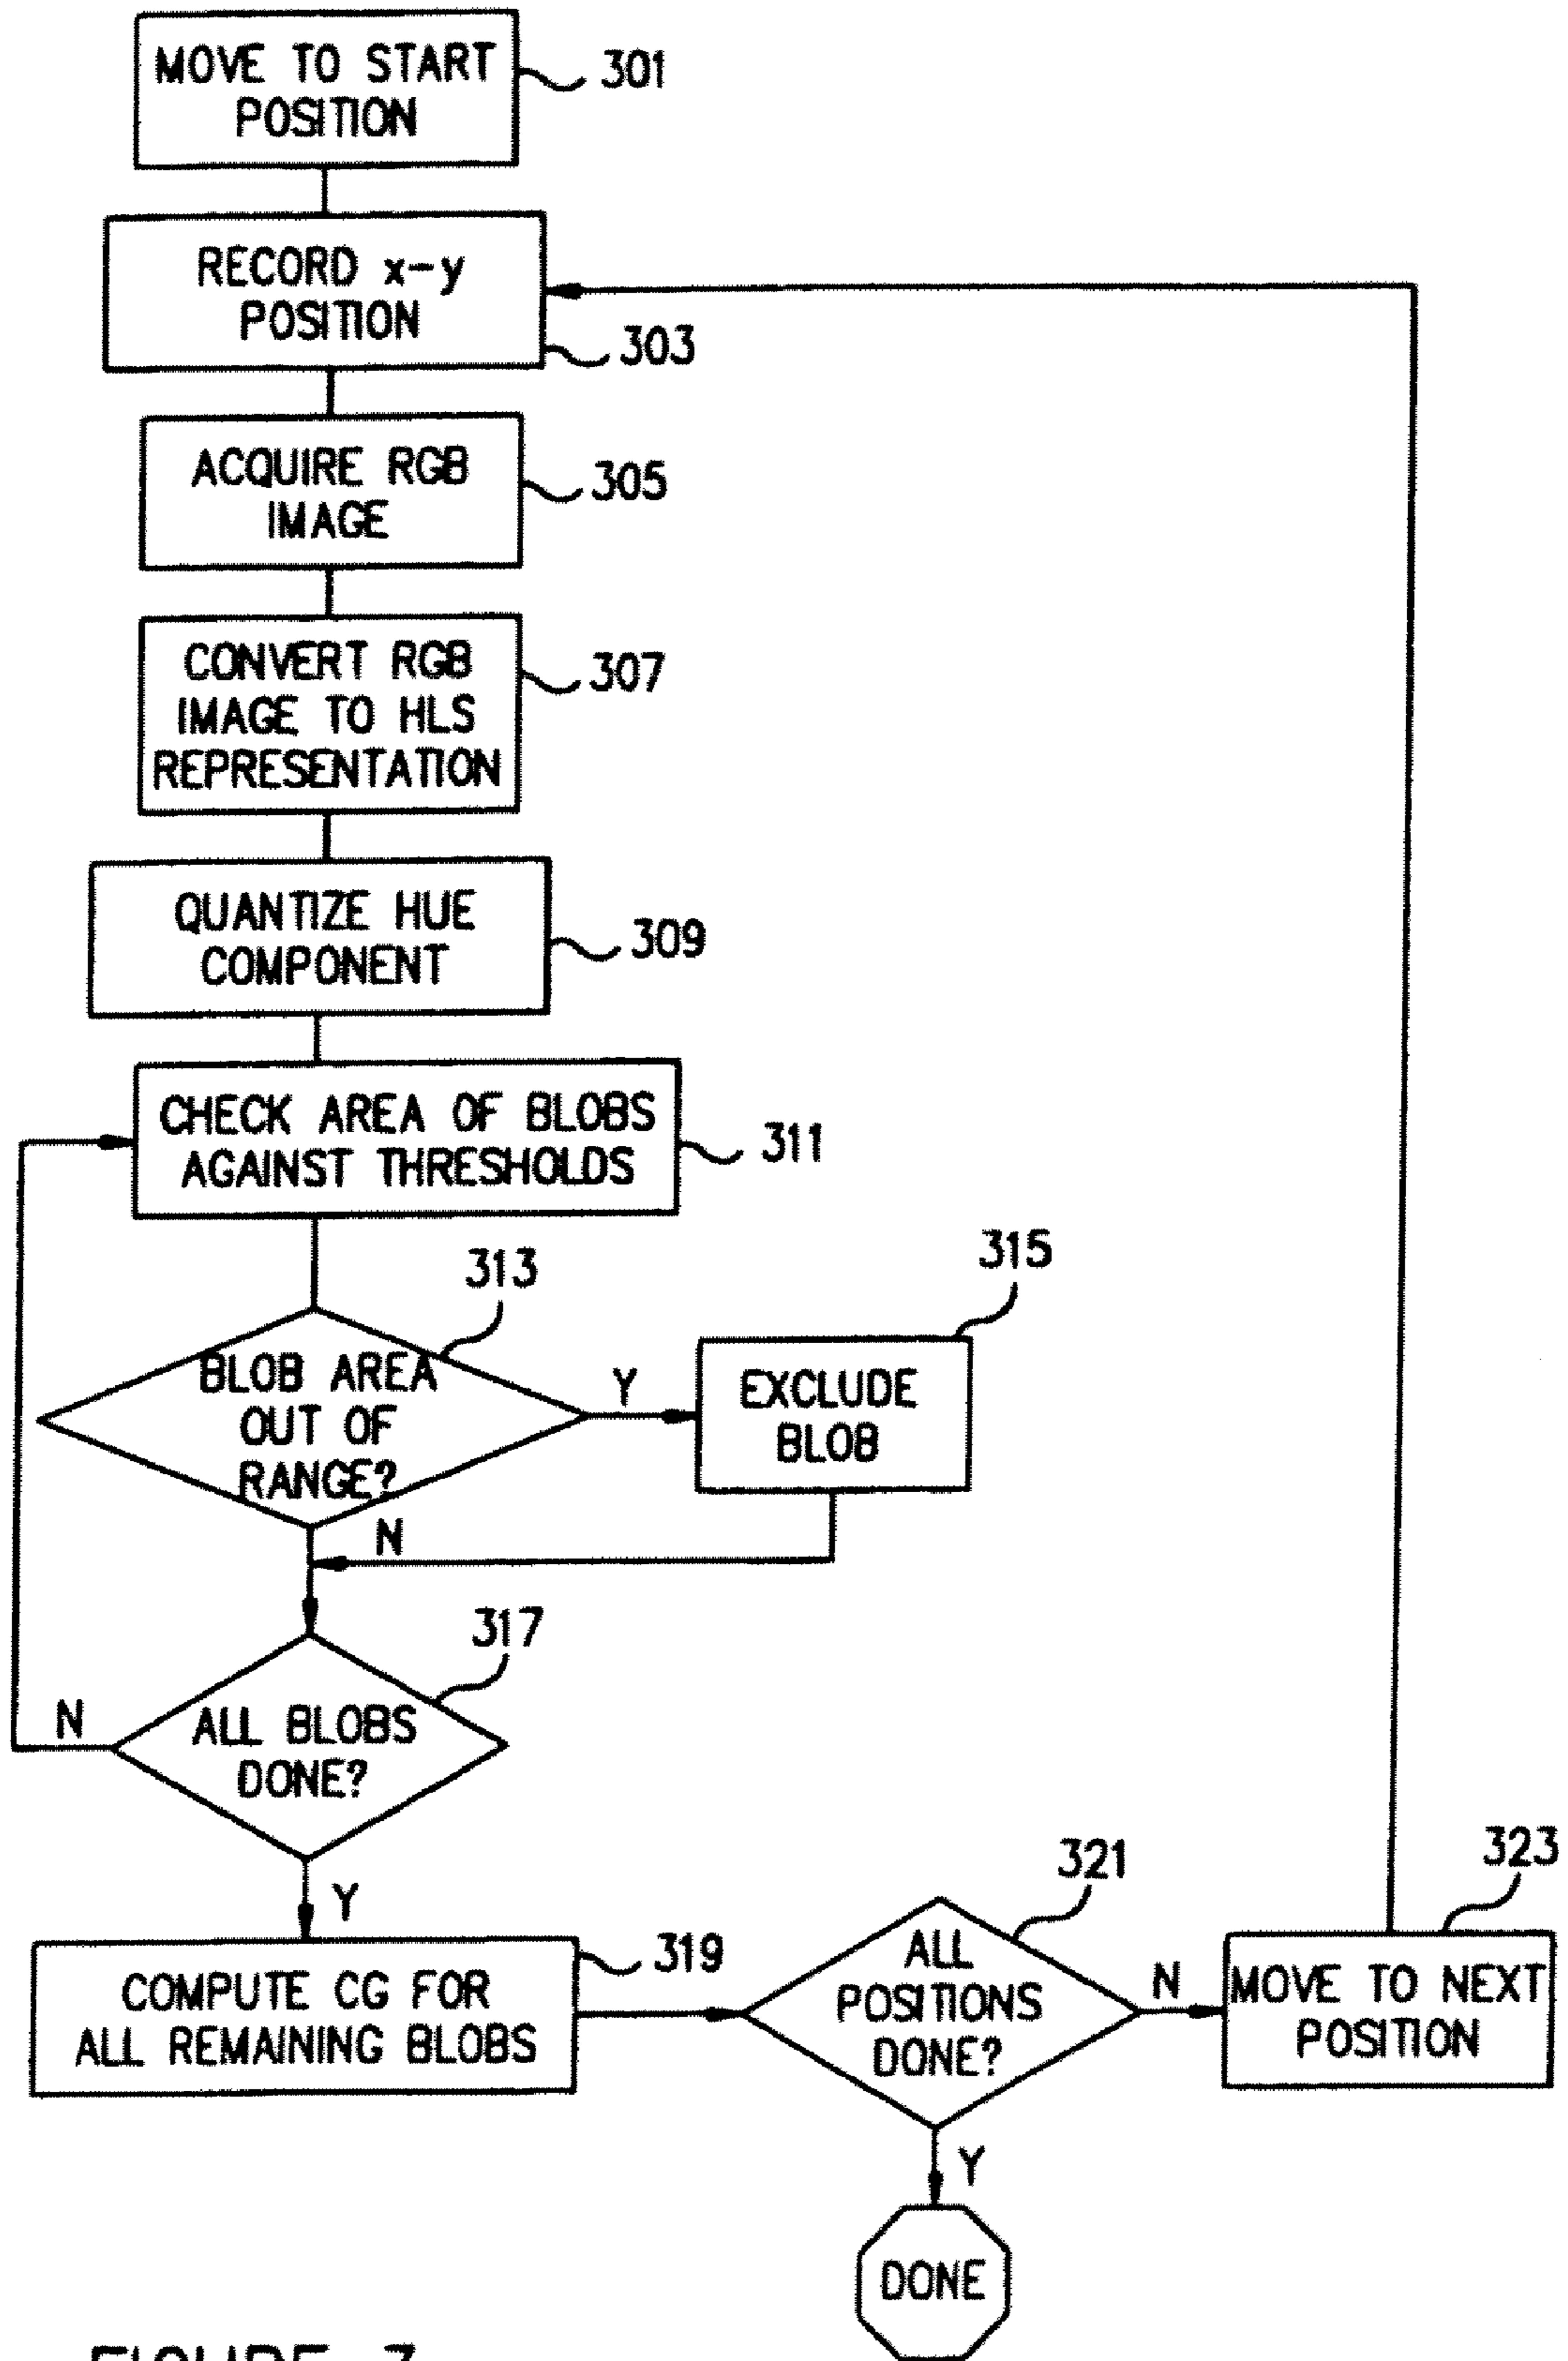 MOVE TO START
POSITION
301
RECORD x-y
POSITION
303
ACQUIRE RGB
IMAGE
305
CONVERT RGB
IMAGE TO HLS
REPRESENTATION
307
QUANTIZE HUE
COMPONENT
309
CHECK AREA OF BLOBS
AGAINST THRESHOLDS
311
313
BLOB AREA
OUT OF
RANGE?
Y
N
315
EXCLUDE
BLOB
317
ALL BLOBS
DONE?
N
Y
COMPUTE CG FOR
ALL REMAINING BLOBS
319
321
ALL
POSITIONS
DONE?
N
Y
323
MOVE TO NEXT
POSITION
DONE